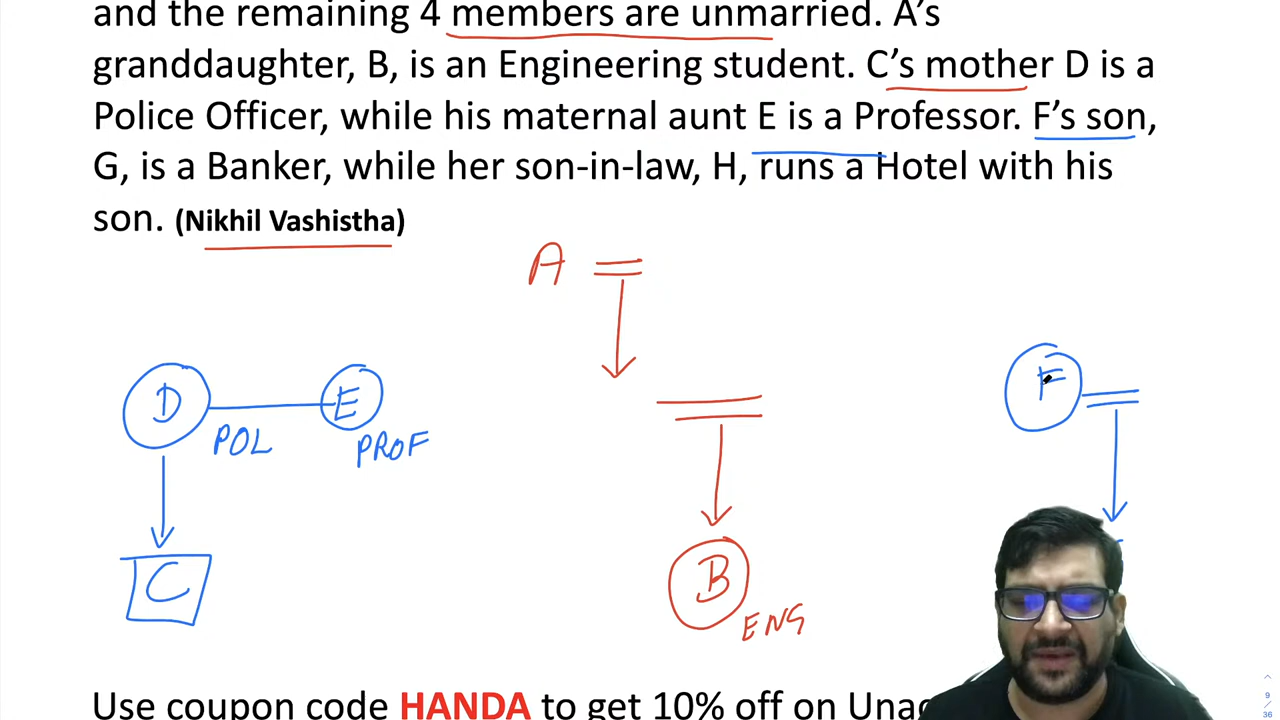 and the remaining 4 members are unmarried. A’s
granddaughter, B, is an Engineering student. C’s mother D is a
Police Officer, while his maternal aunt E is a Professor. F’s son,
G, is a Banker, while her son-in-law, H, runs a Hotel with his
son. (Nikhil Vashistha)
A
D
E
F
POL
PROF
C
B
ENG
Use coupon code HANDA to get 10% off on
9
36